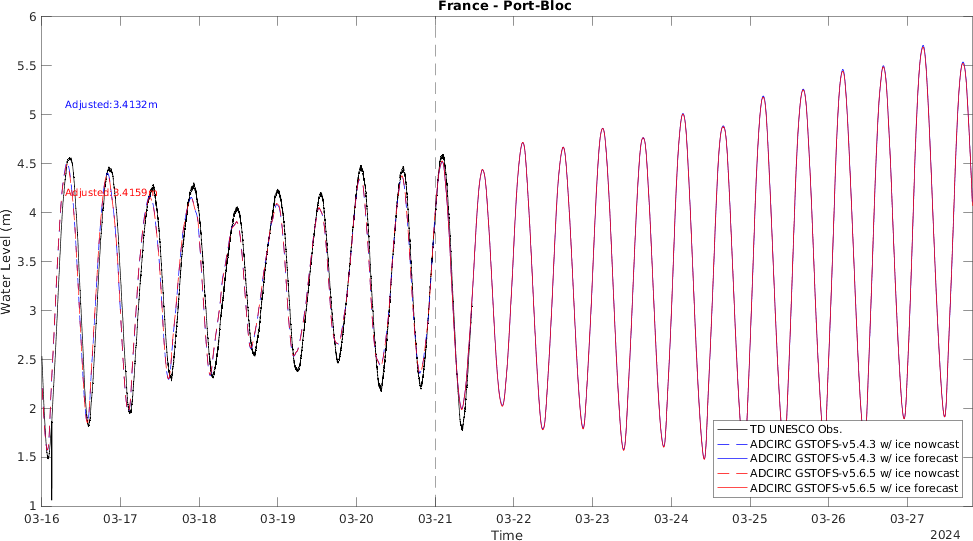 France - Port-Bloc
Water Level (m)
6
5.5
5
4.5
4
3.5
3
2.5
2
1.5
1
Adjusted:3.4132m
Adjusted:3.4159m
TD UNESCO Obs.
ADCIRC GSTOFS-v5.4.3 w/ ice nowcast
ADCIRC GSTOFS-v5.4.3 w/ ice forecast
ADCIRC GSTOFS-v5.6.5 w/ ice nowcast
ADCIRC GSTOFS-v5.6.5 w/ ice forecast
03-16 03-17 03-18 03-19 03-20 03-21 03-22 03-23 03-24 03-25 03-26 03-27
Time
2024